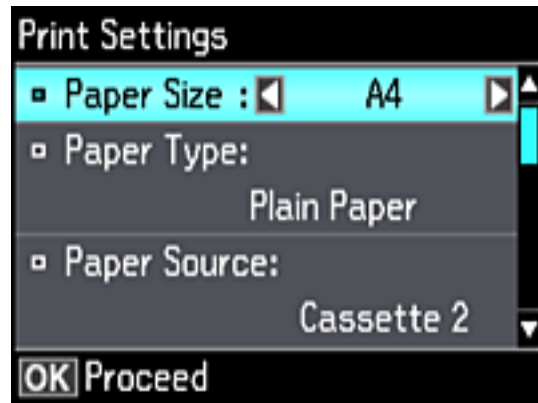 Print Settings
Paper Size : A4
Paper Type:
Plain Paper
Paper Source:
Cassette 2
OK Proceed